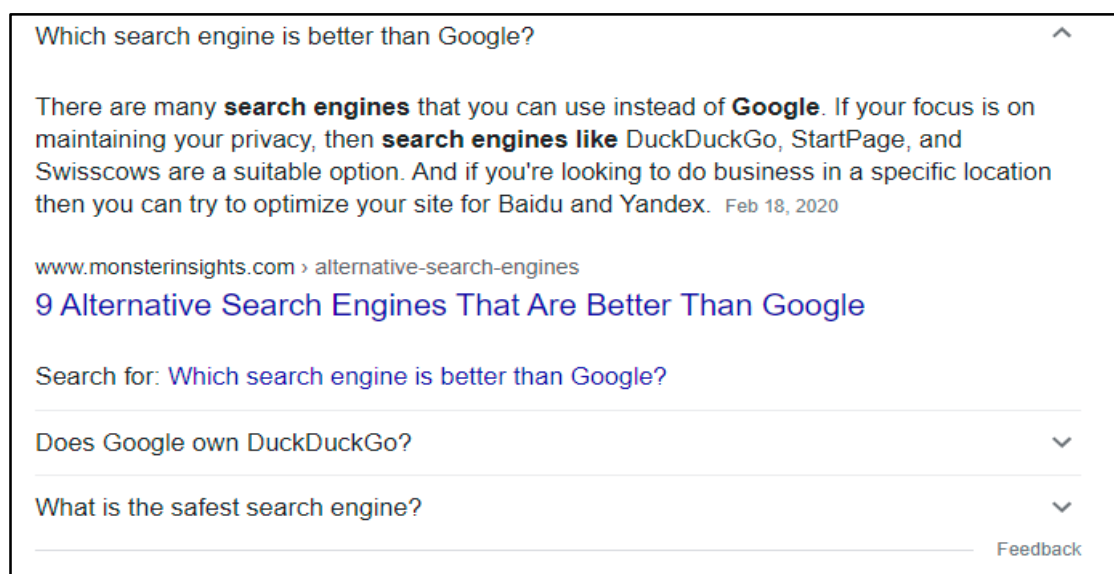 Which search engine is better than Google?
There are many search engines that you can use instead of Google. If your focus is on
maintaining your privacy, then search engines like DuckDuckGo, StartPage, and
Swisscows are a suitable option. And if you're looking to do business in a specific location
then you can try to optimize your site for Baidu and Yandex. Feb 18, 2020
www.monsterinsights.com › alternative-search-engines
9 Alternative Search Engines That Are Better Than Google
Search for: Which search engine is better than Google?
Does Google own DuckDuckGo?
What is the safest search engine?
Feedback